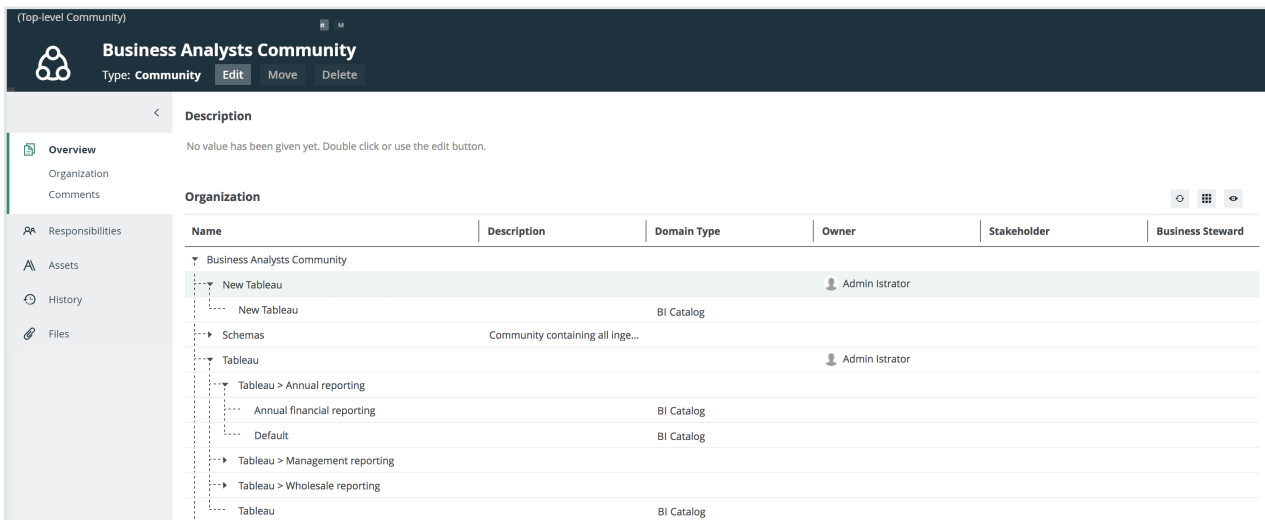 (Top-level Community)
Business Analysts Community
Type: Community Edit Move Delete
Description
Overview
No value has been given yet. Double click or use the edit button.
Organization
Comments
Organization
Responsibilities
Name Description Domain Type Owner Stakeholder Business Steward
Business Analysts Community
Assets
New Tableau Admin Istrator
History
New Tableau BI Catalog
Files
Schemas Community containing all inge...
Tableau Admin Istrator
Tableau > Annual reporting
Annual financial reporting BI Catalog
Default BI Catalog
Tableau > Management reporting
Tableau > Wholesale reporting
Tableau BI Catalog